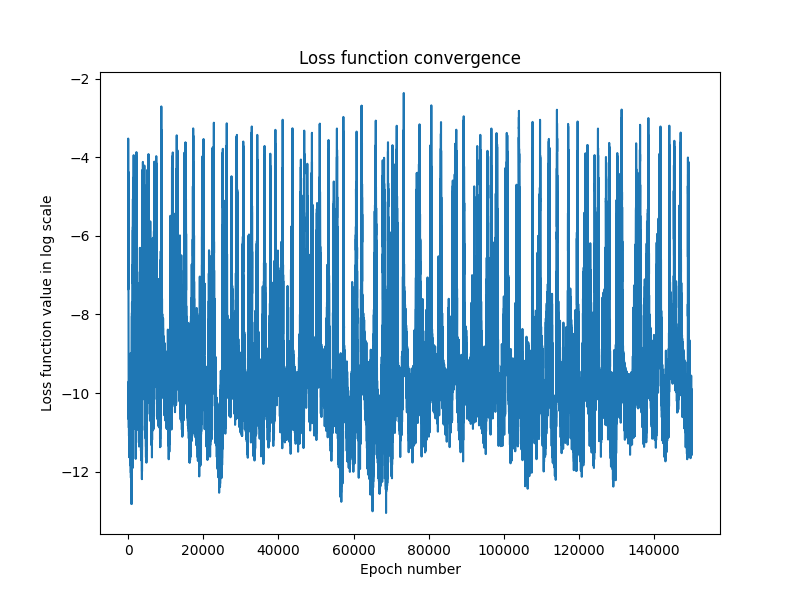 Loss function convergence
Loss function value in log scale
−2
−4
−6
−8
−10
−12
0 20000 40000 60000 80000 100000 120000 140000
Epoch number